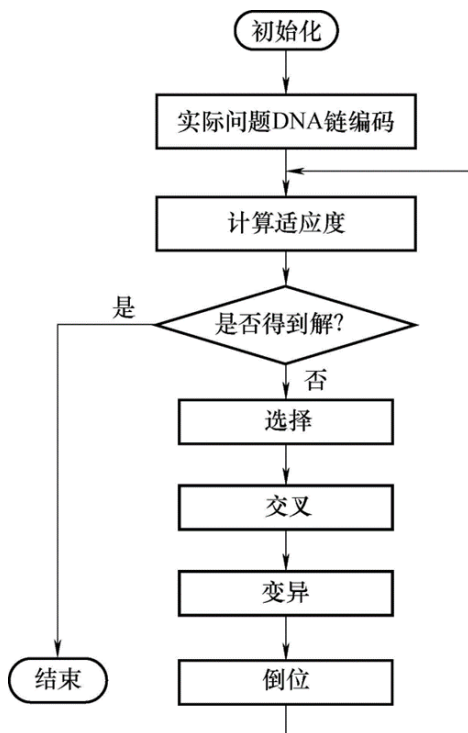 初始化
实际问题DNA链编码
计算适应度
是否得到解?
是
否
选择
交叉
变异
倒位
结束